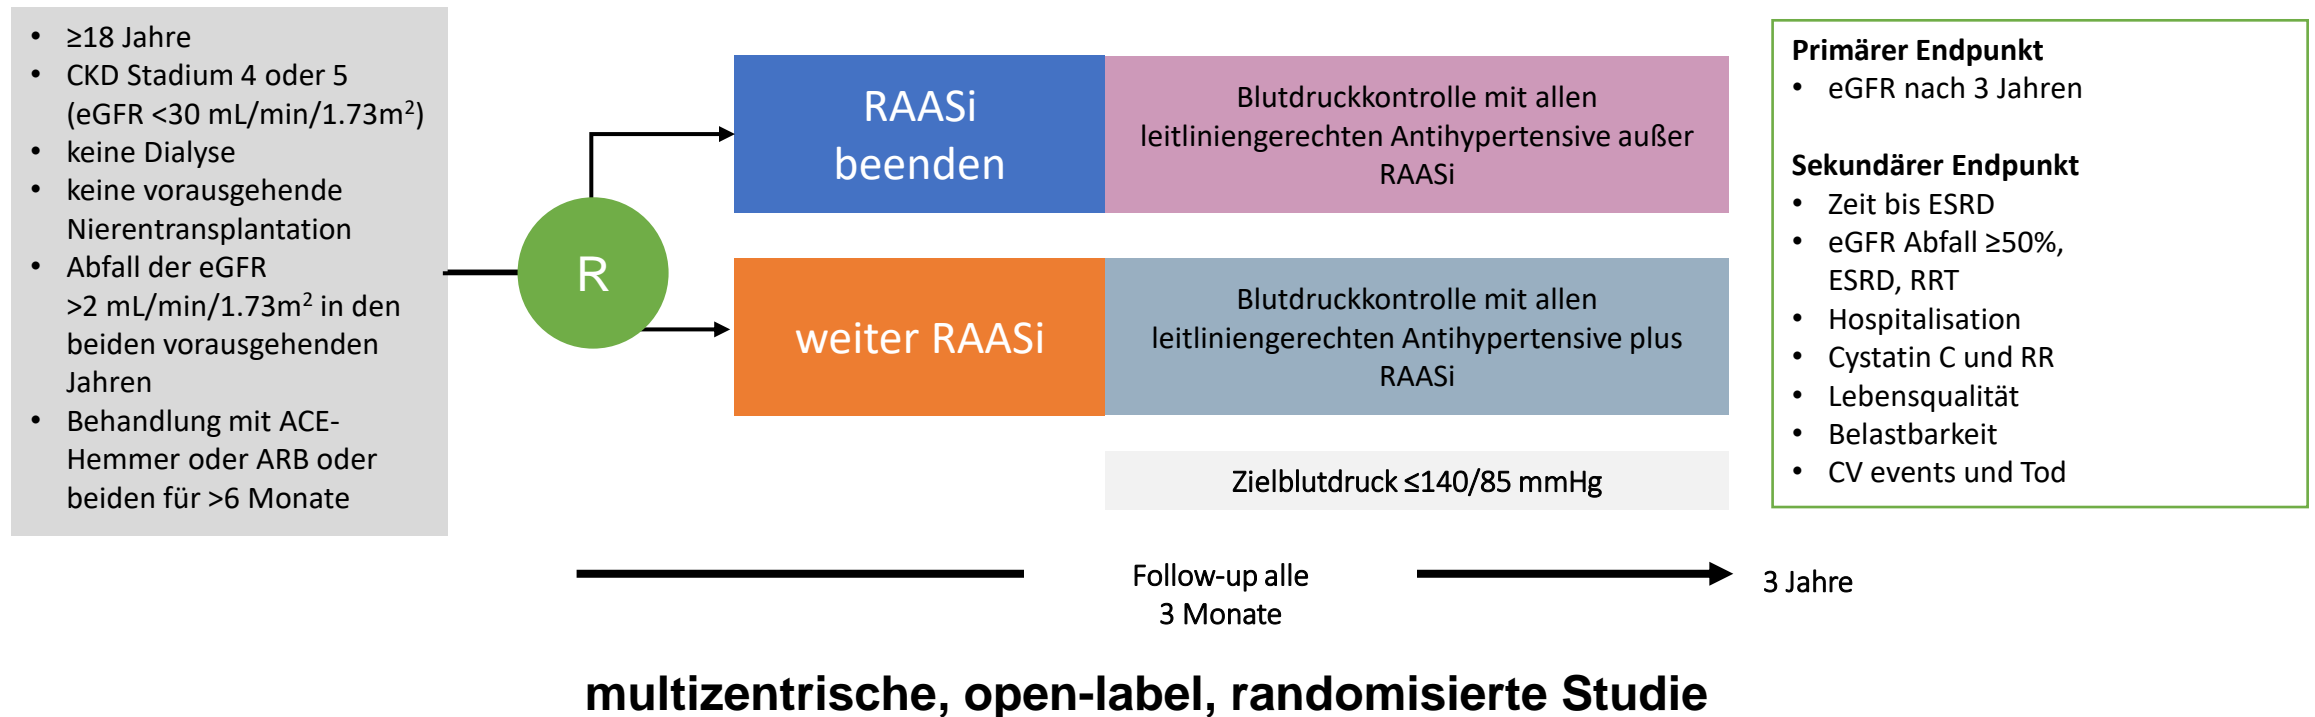 • ≥18 Jahre
• CKD Stadium 4 oder 5
(eGFR <30 mL/min/1.73m²)
• keine Dialyse
• keine vorausgehende
Nierentransplantation
• Abfall der eGFR
>2 mL/min/1.73m² in den
beiden vorausgehenden
Jahren
• Behandlung mit ACE-
Hemmer oder ARB oder
beiden für >6 Monate
R
RAASi
beenden
Blutdruckkontrolle mit allen
leitliniengerechten Antihypertensive außer
RAASi
weiter RAASi
Blutdruckkontrolle mit allen
leitliniengerechten Antihypertensive plus
RAASi
Zielblutdruck ≤140/85 mmHg
Primärer Endpunkt
• eGFR nach 3 Jahren
Sekundärer Endpunkt
• Zeit bis ESRD
• eGFR Abfall ≥50%,
ESRD, RRT
• Hospitalisation
• Cystatin C und RR
• Lebensqualität
• Belastbarkeit
• CV events und Tod
Follow-up alle
3 Monate
3 Jahre
multizentrische, open-label, randomisierte Studie